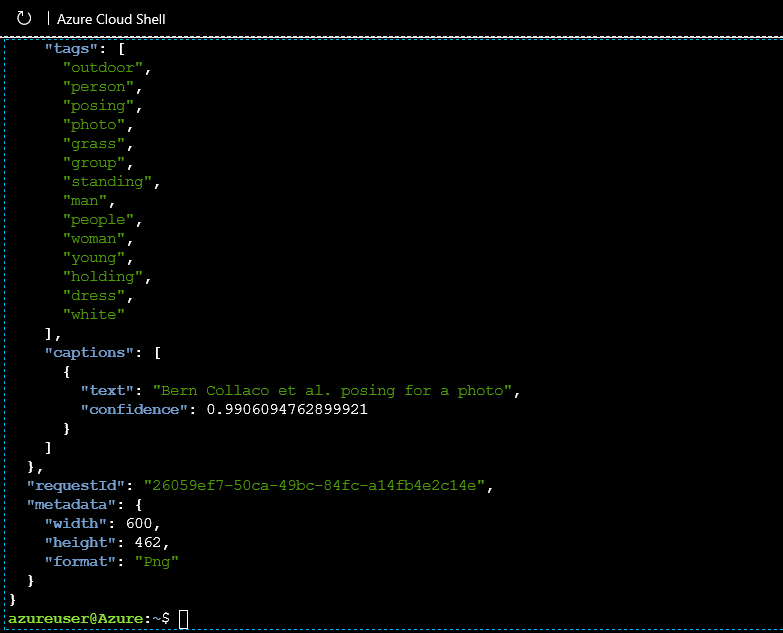 Azure Cloud Shell
"tags": [
"outdoor",
"person",
"posing",
"photo",
"grass",
"group",
"standing",
"man",
"people",
"woman",
"young",
"holding",
"dress",
"white"
],
"captions": [
{
"text": "Bern Collaco et al. posing for a photo",
"confidence": 0.9906094762899921
}
]
},
"requestId": "26059ef7-50ca-49bc-84fc-a14fb4e2c14e",
"metadata": {
"width": 600,
"height": 462,
"format": "Png"
}
}
azureuser@Azure:~$